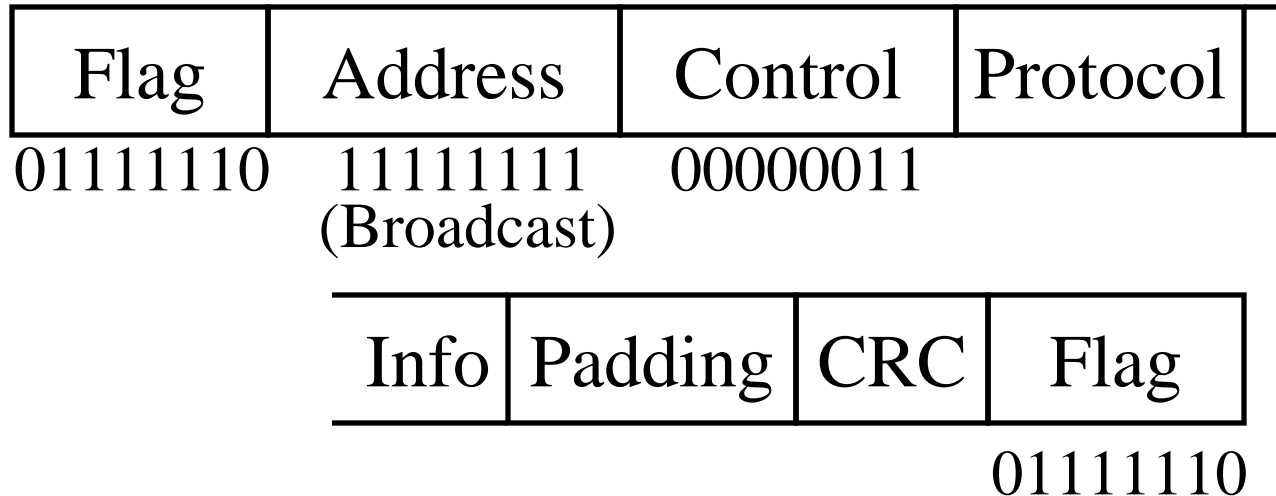 Flag Address Control Protocol
01111110 11111111 00000011
(Broadcast)
Info Padding CRC Flag
01111110